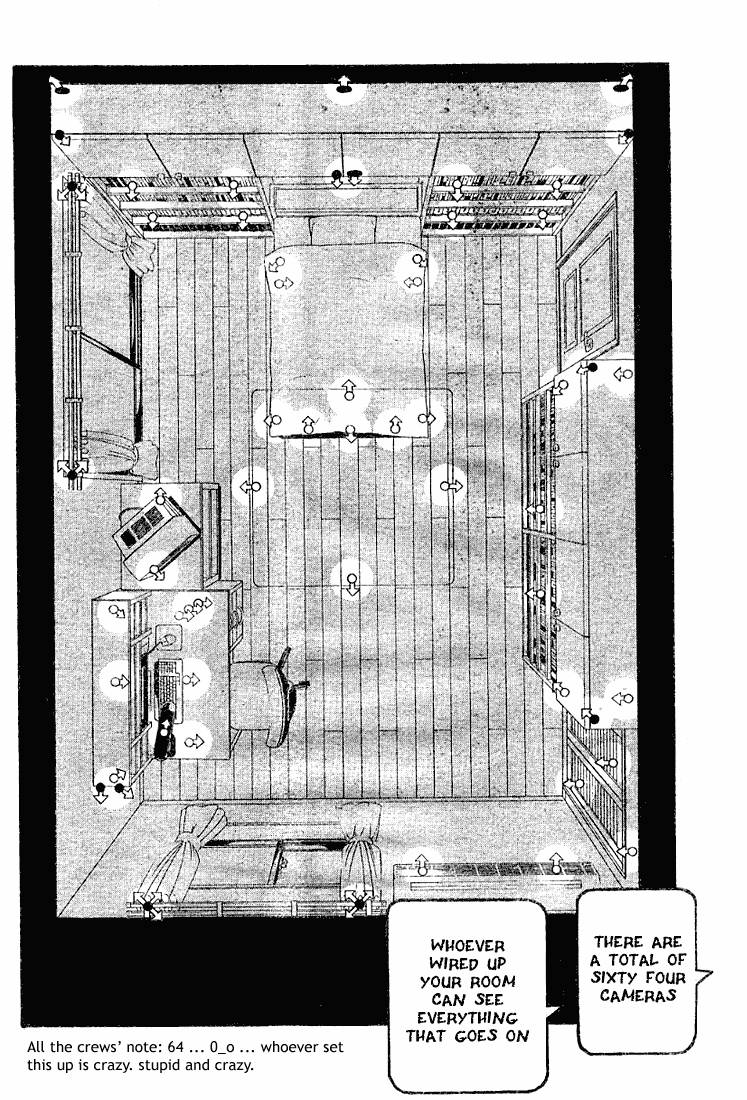 THERE ARE
A TOTAL OF
SIXTY FOUR
CAMERAS
WHOEVER
WIRED UP
YOUR ROOM
CAN SEE
EVERYTHING
THAT GOES ON
All the crews' note: 64 ... 0_o ... whoever set
this up is crazy. stupid and crazy.